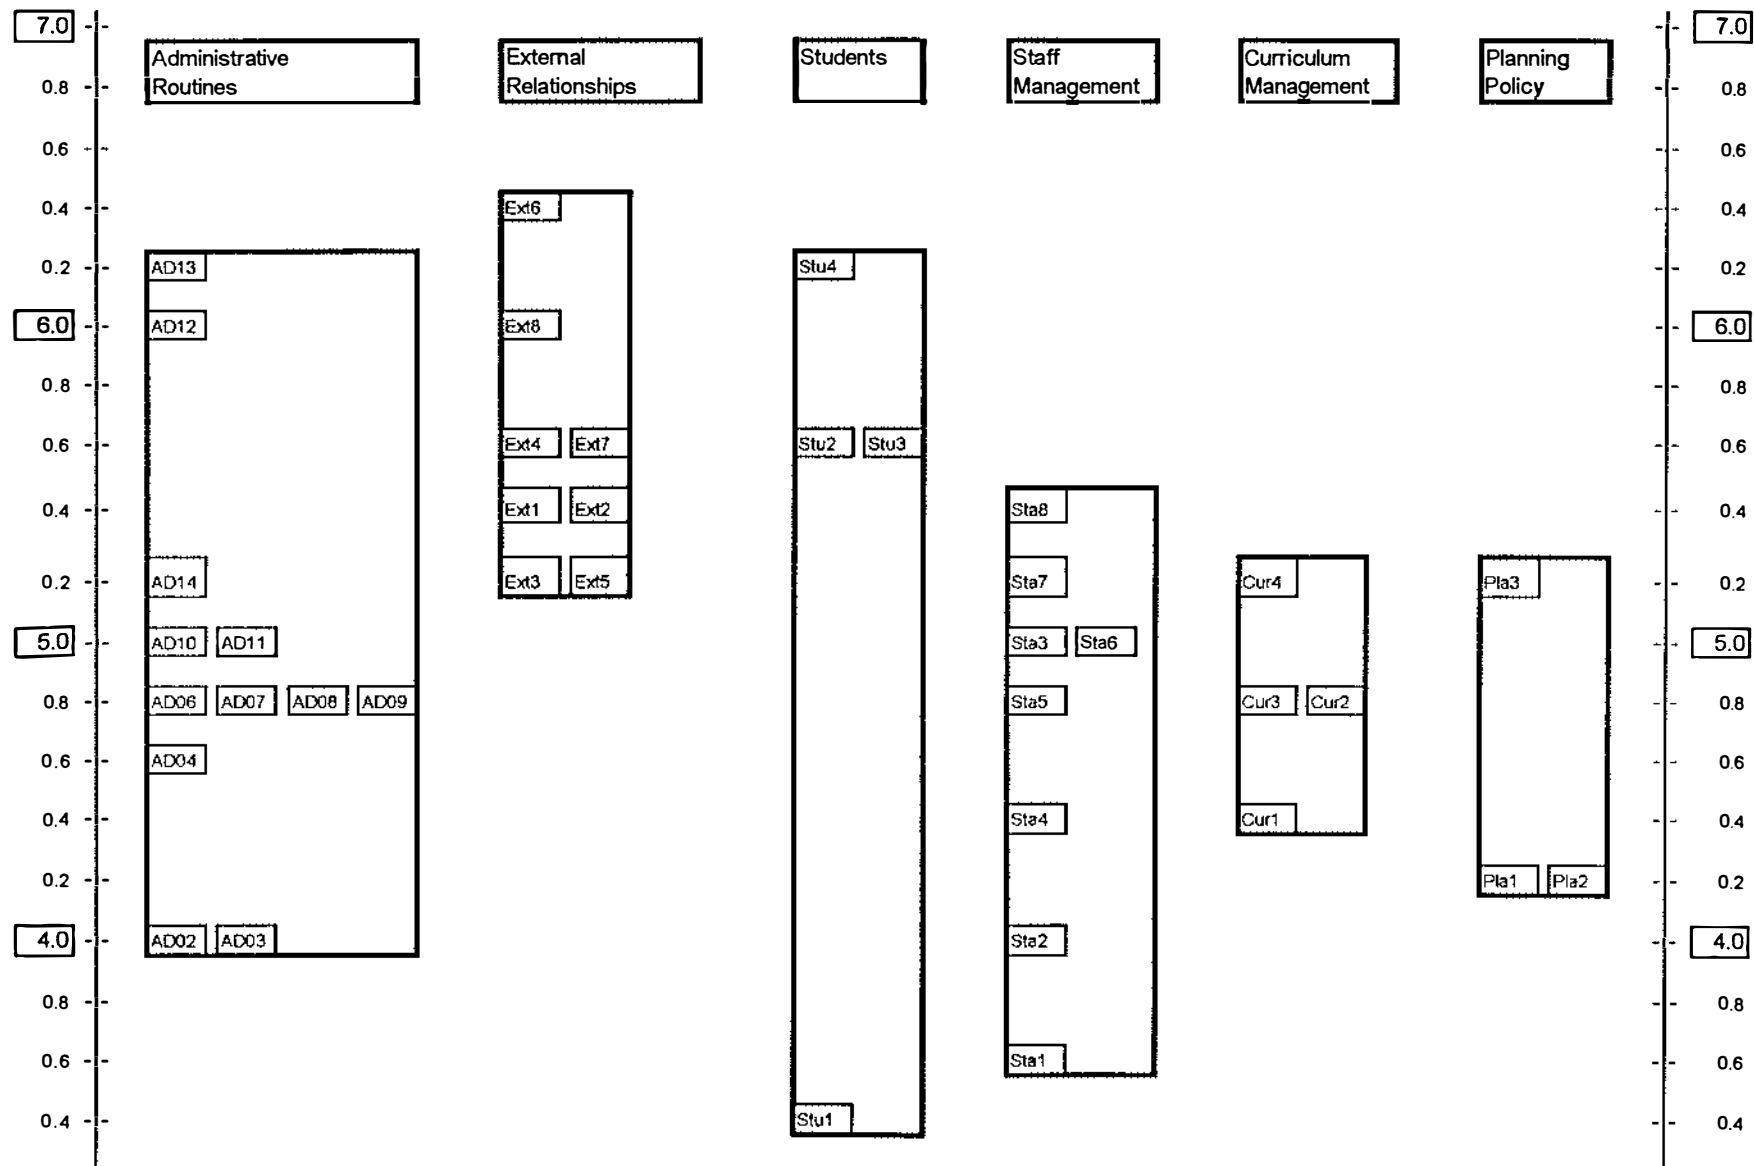 7.0 7.0
Administrative External Students Staff Curriculum Planning
Routines Relationships Management Management Policy
0.8 0.8
0.6 0.6
0.4 Ext6 0.4
0.2 AD13 Stu4 0.2
6.0 AD12 Ext8 6.0
0.8 0.8
0.6 Ext4 Ext7 Stu2 Stu3 0.6
0.4 Ext1 Ext2 Sta8 0.4
0.2 AD14 Ext3 Ext5 Sta7 Cur4 Pla3 0.2
5.0 AD10 AD11 Sta3 Sta6 5.0
0.8 AD06 AD07 AD08 AD09 Sta5 Cur3 Cur2 0.8
0.6 AD04 0.6
0.4 Sta4 Cur1 0.4
0.2 Pla1 Pla2 0.2
4.0 AD02 AD03 Sta2 4.0
0.8 0.8
0.6 Sta1 0.6
0.4 Stu1 0.4